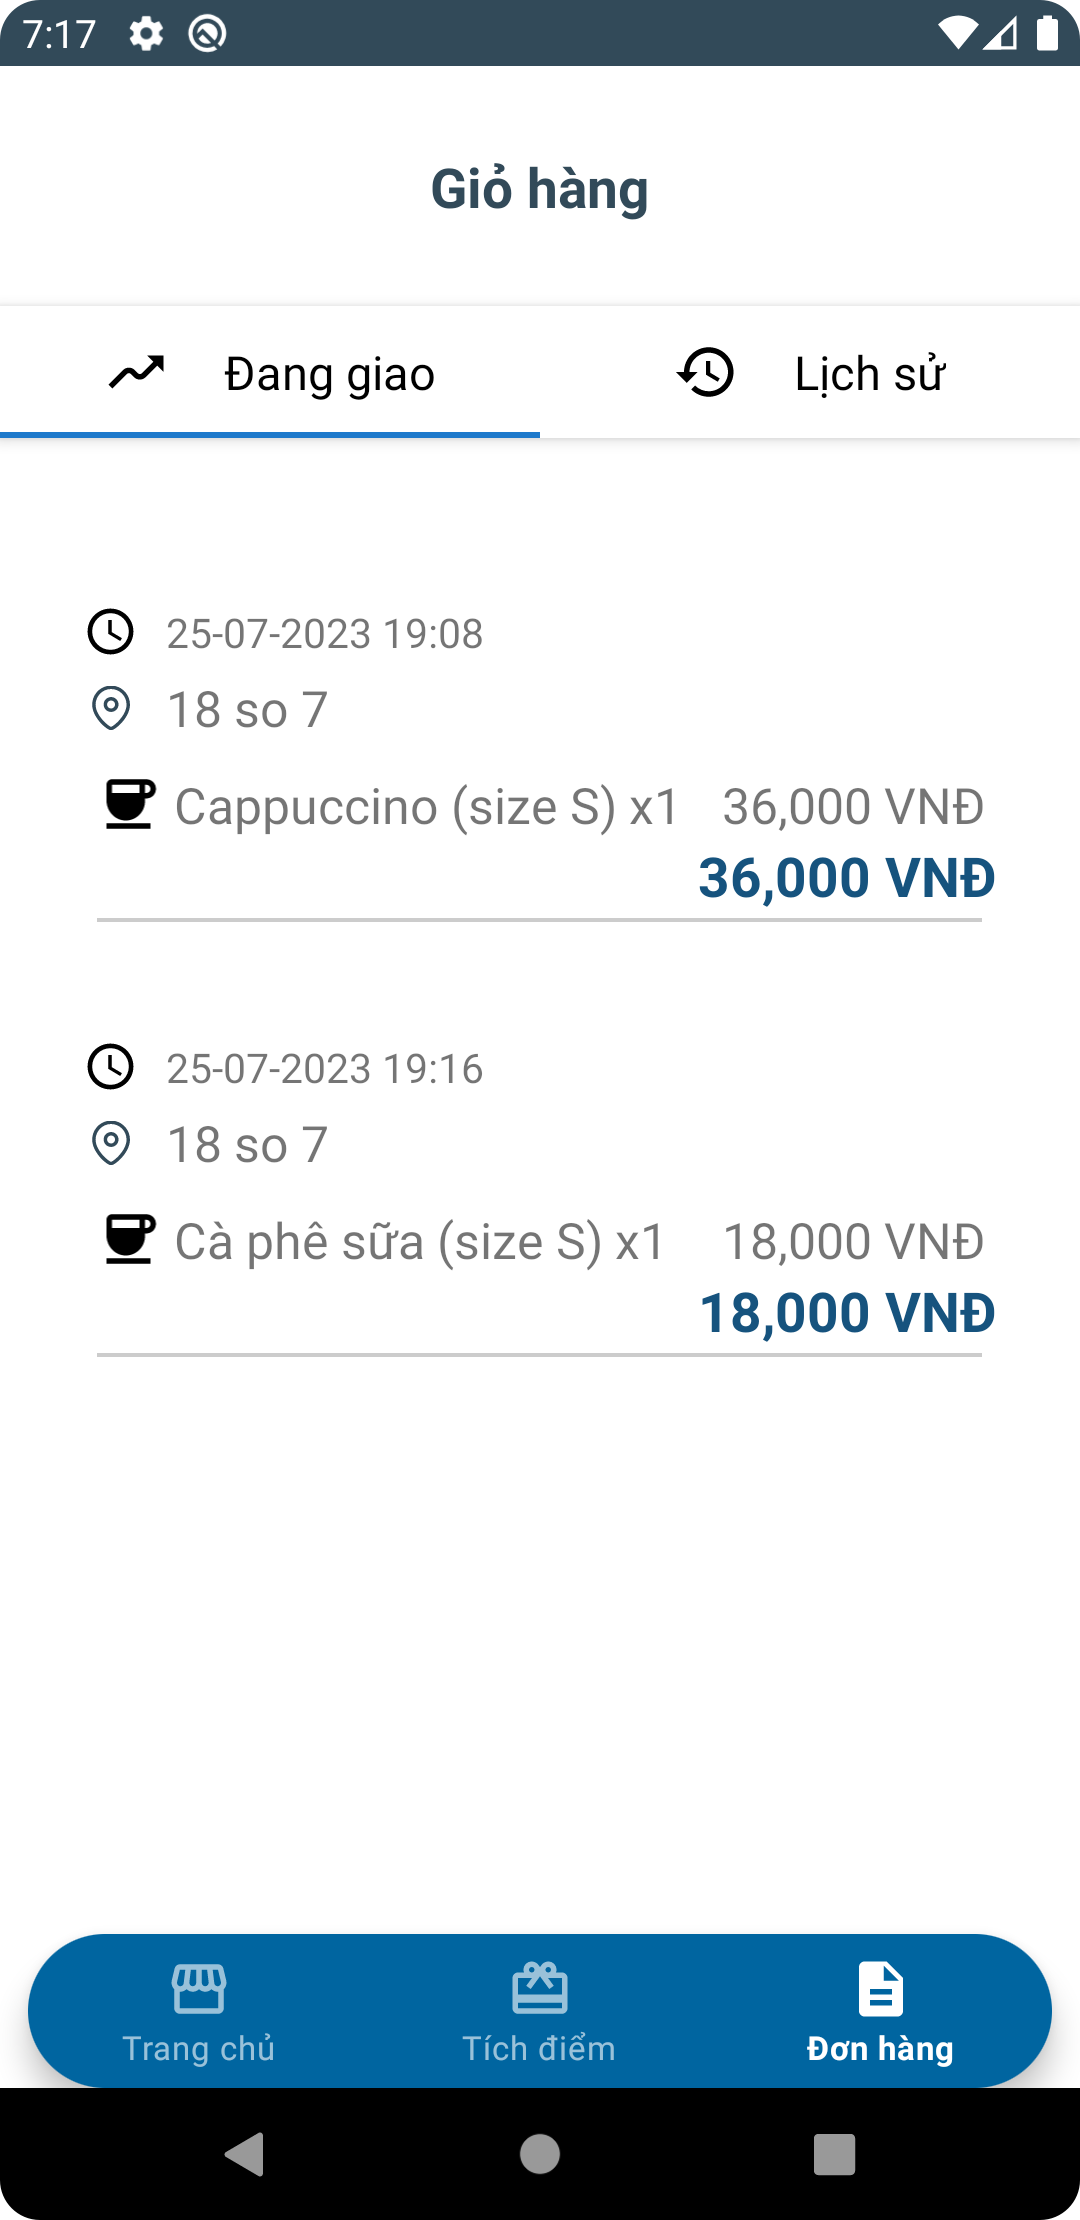 7:17
Giỏ hàng
Đang giao
Lịch sử
25-07-2023 19:08
18 so 7
Cappuccino (size S) x1 36,000 VNĐ
36,000 VNĐ
25-07-2023 19:16
18 so 7
Cà phê sữa (size S) x1 18,000 VNĐ
18,000 VNĐ
Trang chủ
Tích điểm
Đơn hàng